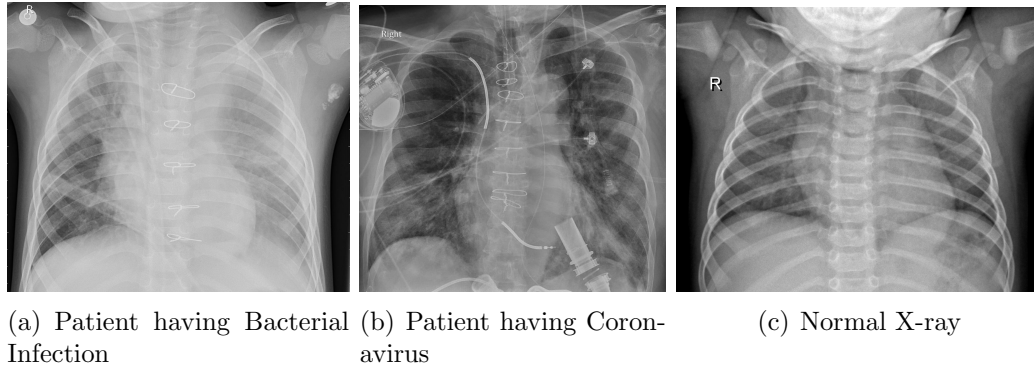 R
Right
R
(a) Patient having Bacterial Infection
(b) Patient having Coron-
avirus
(c) Normal X-ray